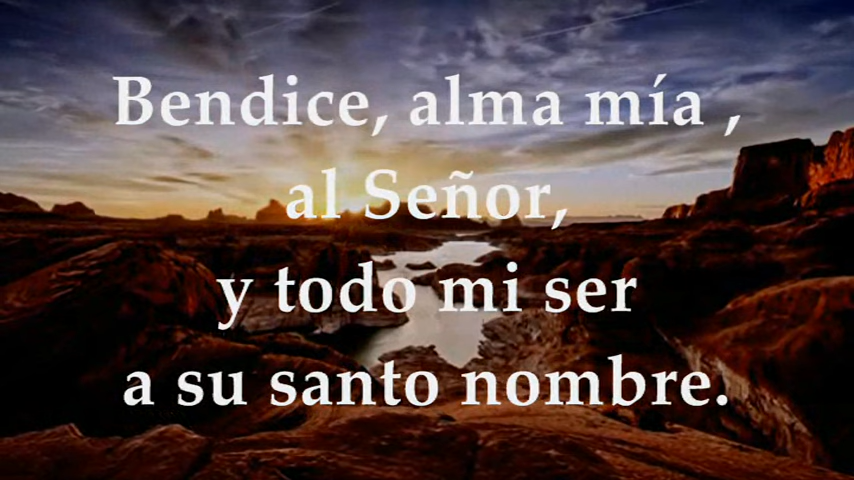 Bendice, alma mía ,
al Señor,
y todo mi ser
a su santo nombre.